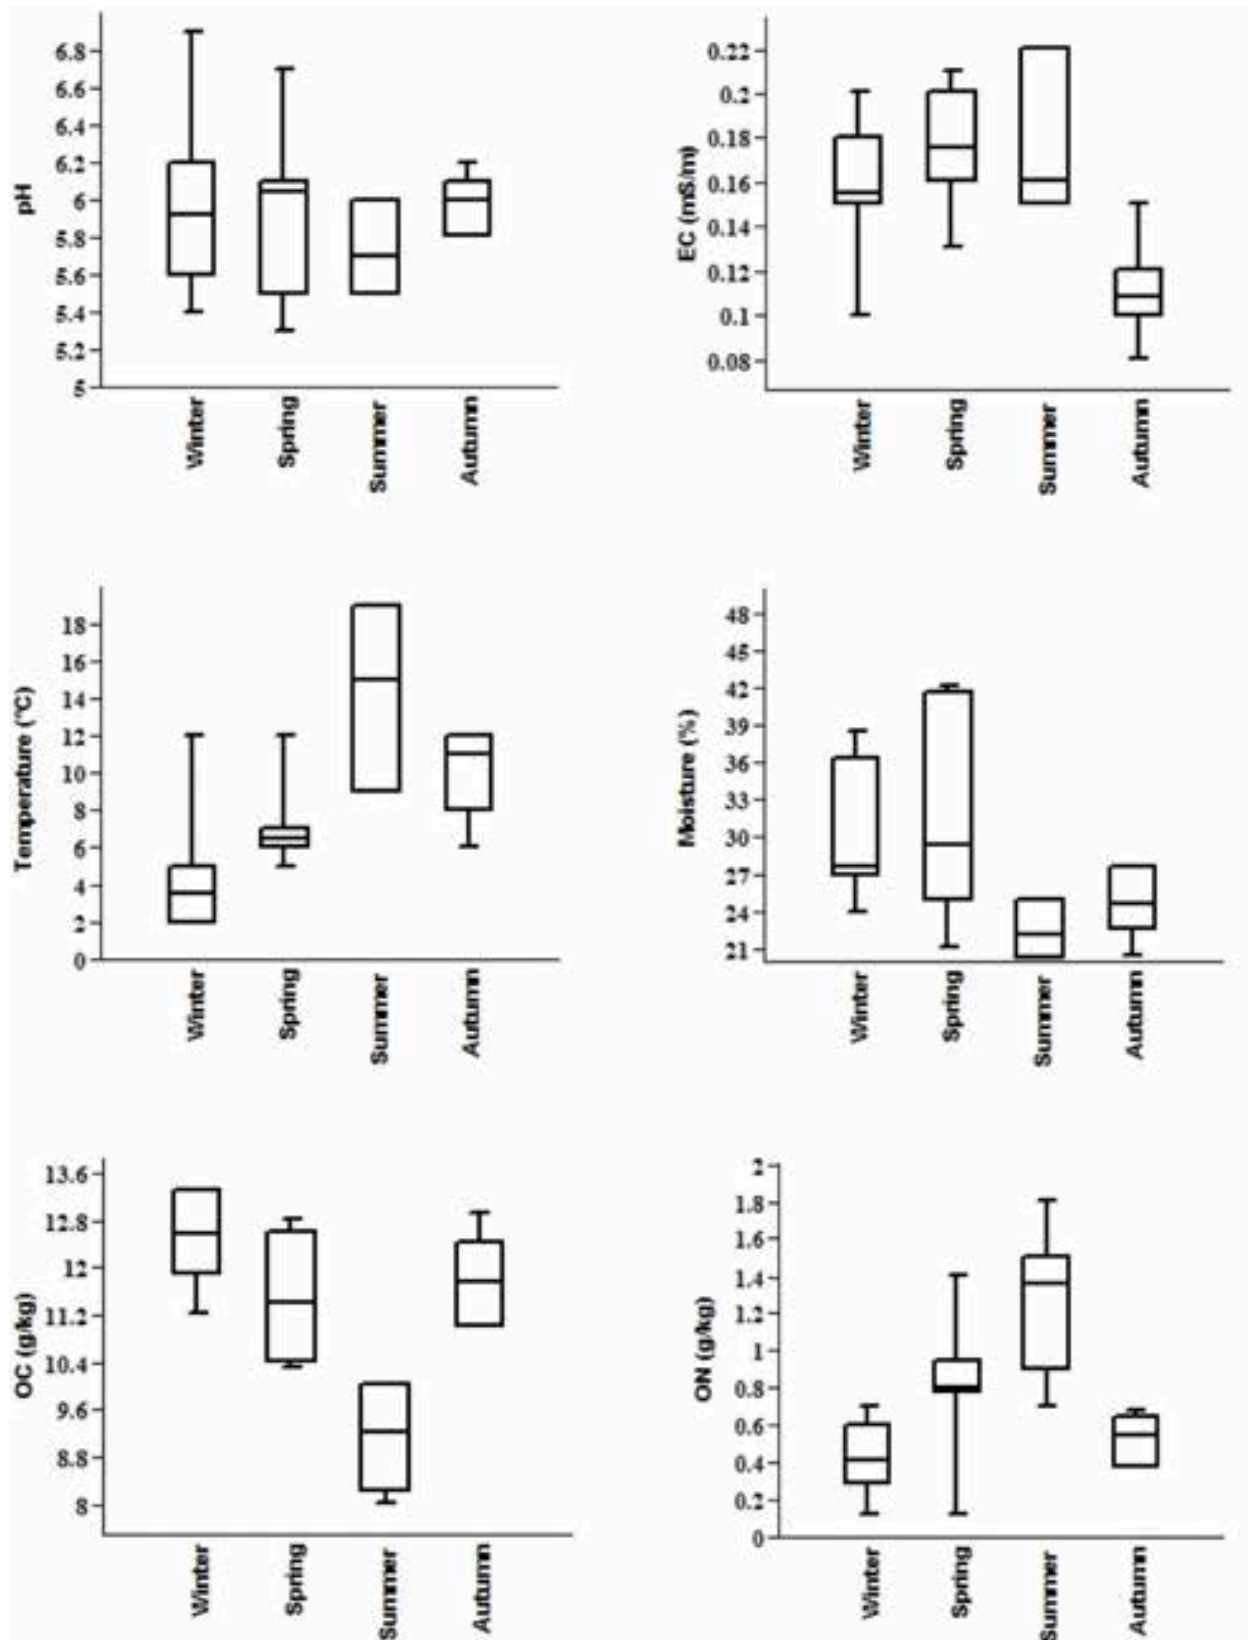 pH
6.8
6.6
6.4
6.2
6
5.8
5.6
5.4
5.2
5
Winter
Spring
Summer
Autumn
EC (mS/m)
0.22
0.2
0.18
0.16
0.14
0.12
0.1
0.08
Winter
Spring
Summer
Autumn
Temperature (°C)
18
16
14
12
10
8
6
4
2
0
Winter
Spring
Summer
Autumn
Moisture (%)
48
45
42
39
36
33
30
27
24
21
Winter
Spring
Summer
Autumn
OC (g/kg)
13.6
12.8
12
11.2
10.4
9.6
8.8
8
Winter
Spring
Summer
Autumn
ON (g/kg)
2
1.8
1.6
1.4
1.2
1
0.8
0.6
0.4
0.2
0
Winter
Spring
Summer
Autumn